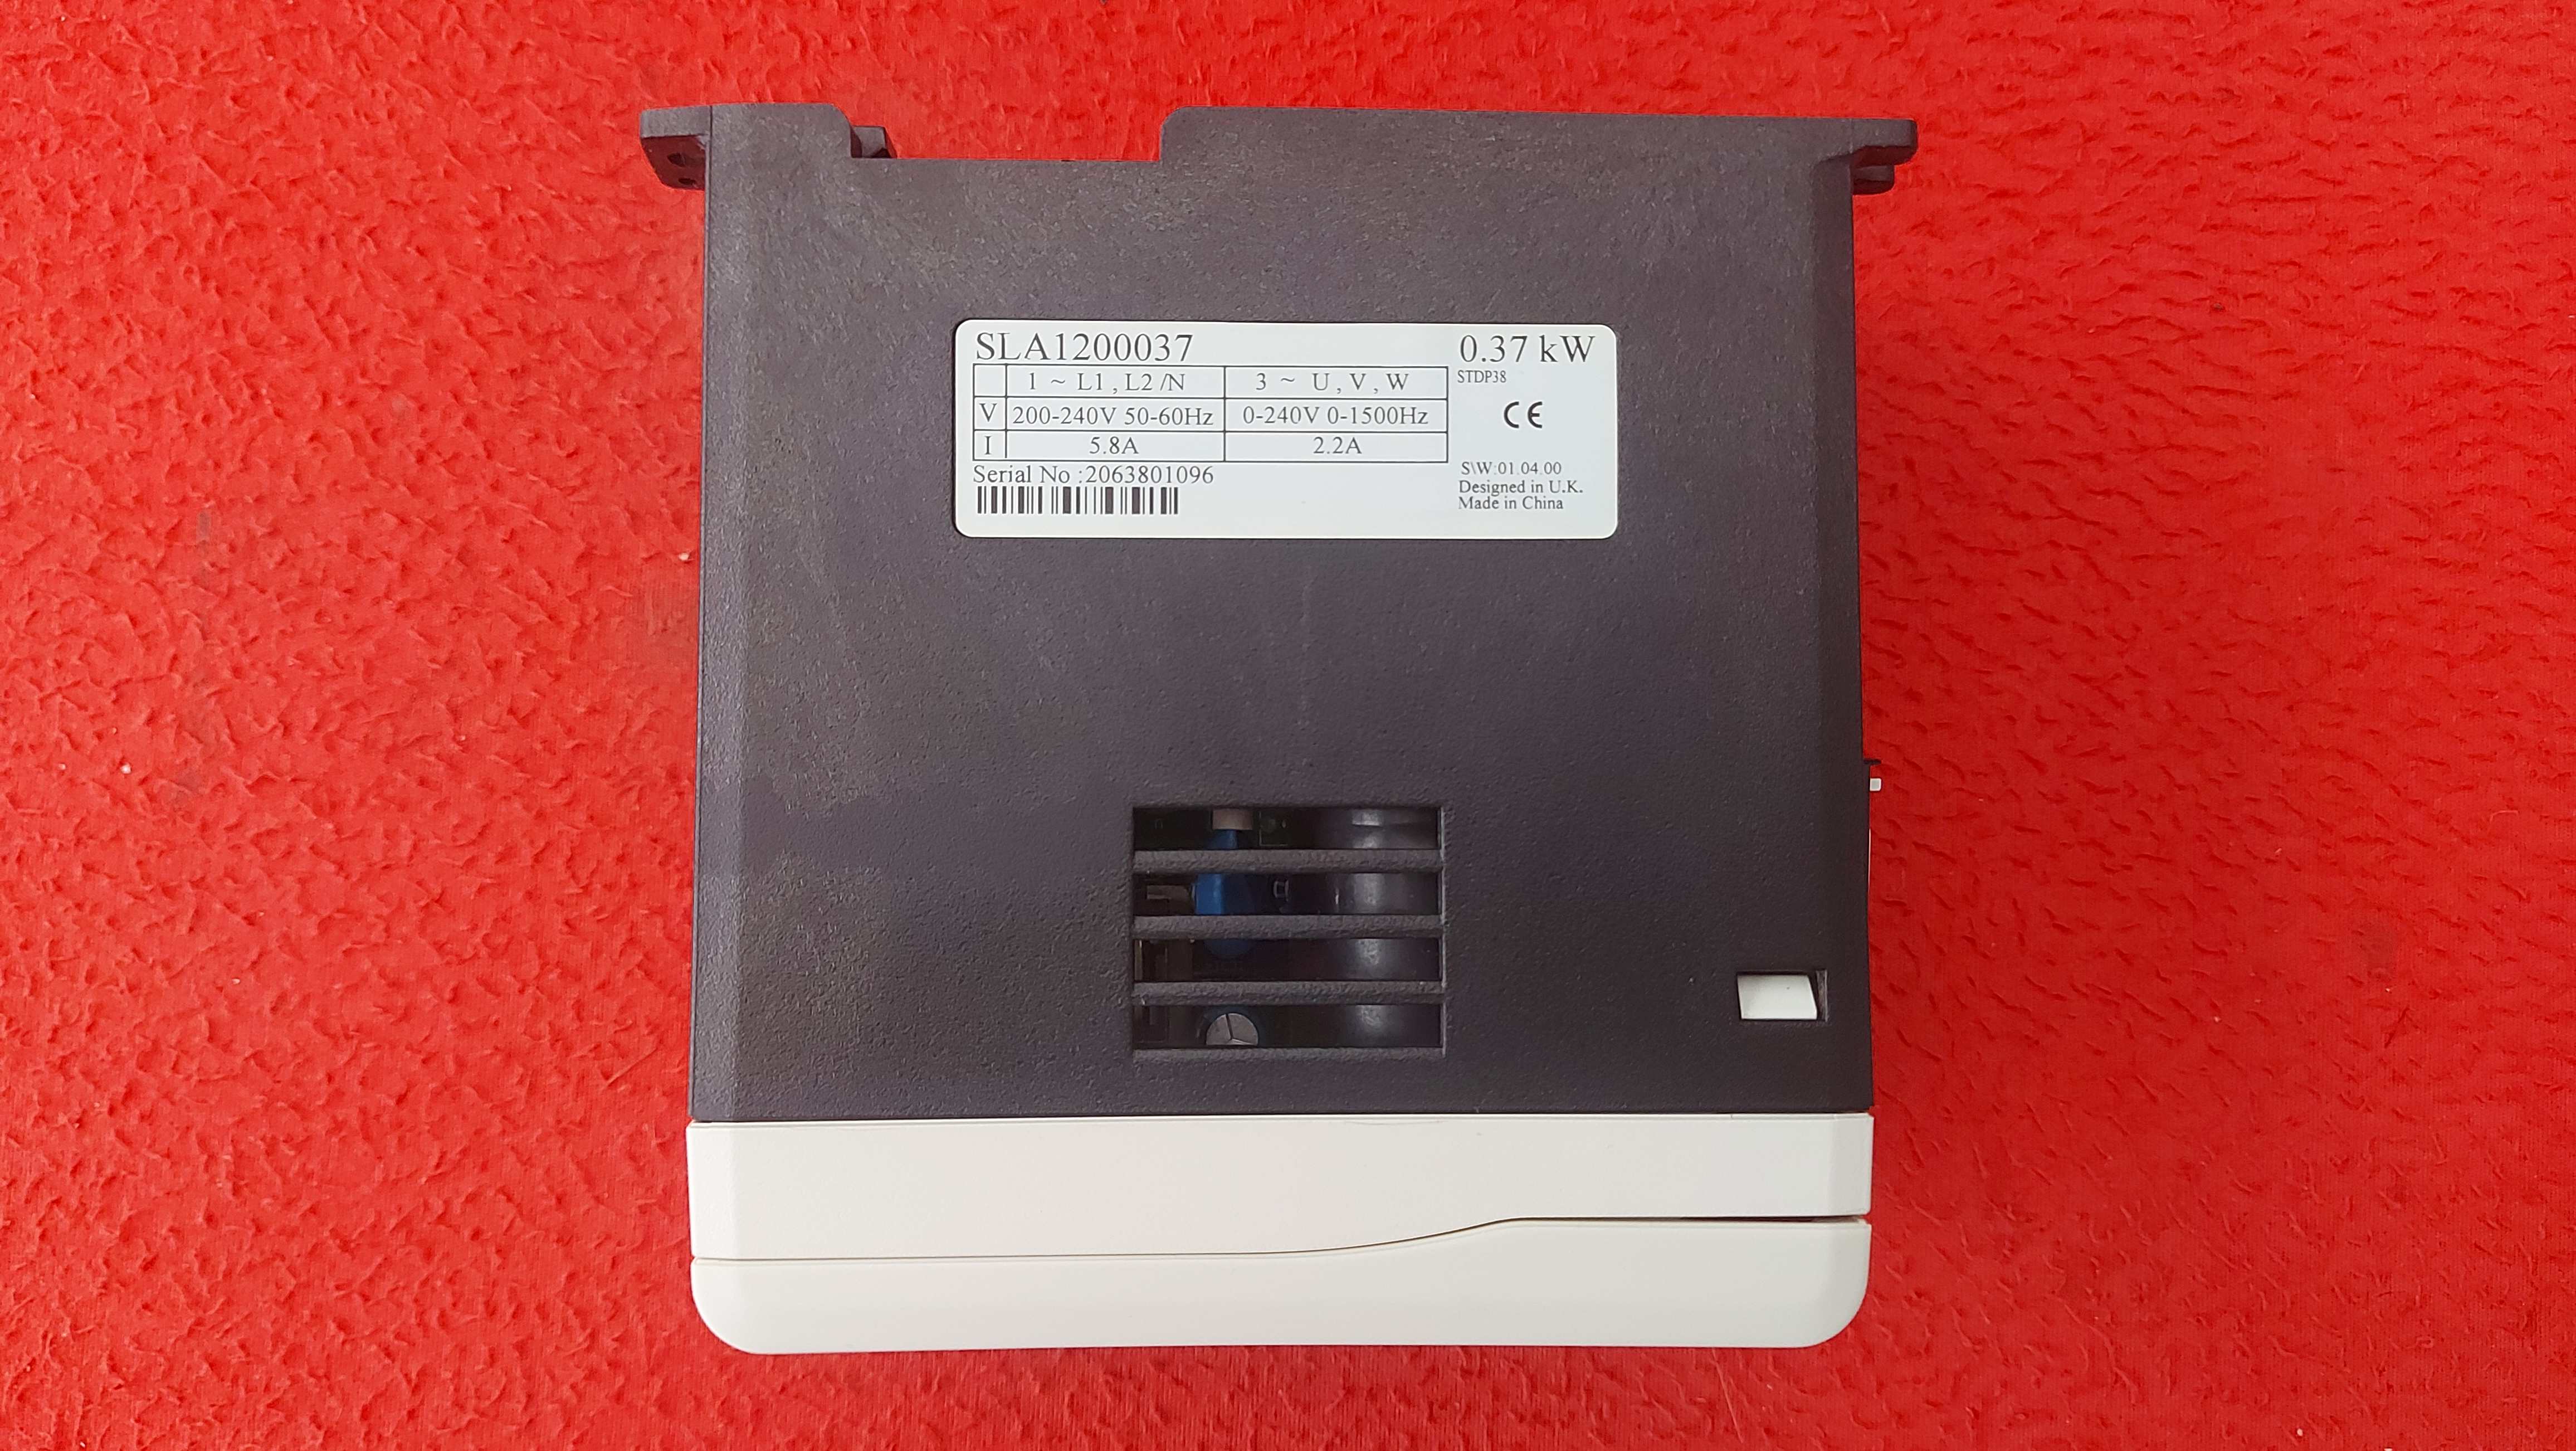 SLA1200037 0.37 kW
1 ~ L1 , L2 /N 3 ~ U , V , W STDP38
V 200-240V 50-60Hz 0-240V 0-1500Hz CE
I 5.8A 2.2A
Serial No :2063801096 S\W:01.04.00
Designed in U.K.
Made in China